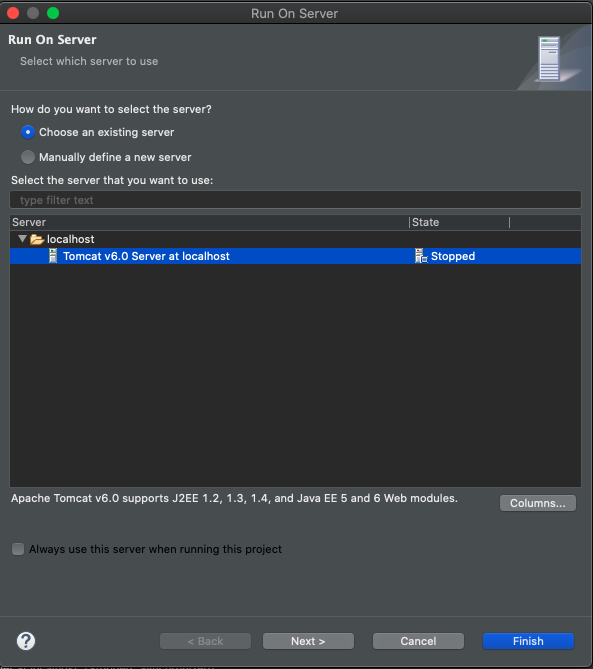 Run On Server
Run On Server
Select which server to use
How do you want to select the server?
Choose an existing server
Manually define a new server
Select the server that you want to use:
type filter text
Server State
localhost
Tomcat v6.0 Server at localhost Stopped
Apache Tomcat v6.0 supports J2EE 1.2, 1.3, 1.4, and Java EE 5 and 6 Web modules.
Columns...
Always use this server when running this project
? < Back Next > Cancel Finish